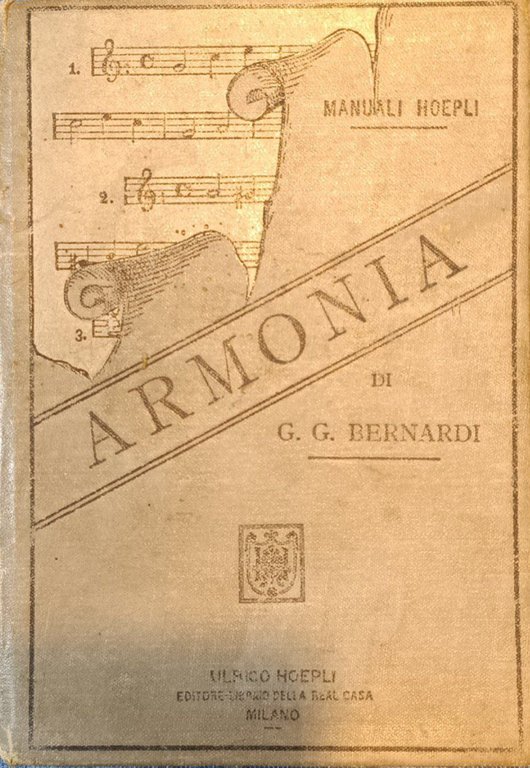 1.
MANUALI HOEPLI
2.
3.
ARMONIA
DI
G. G. BERNARDI
ULRICO HOEPLI
EDITORE-LIBRAIO DELLA REAL CASA
MILANO